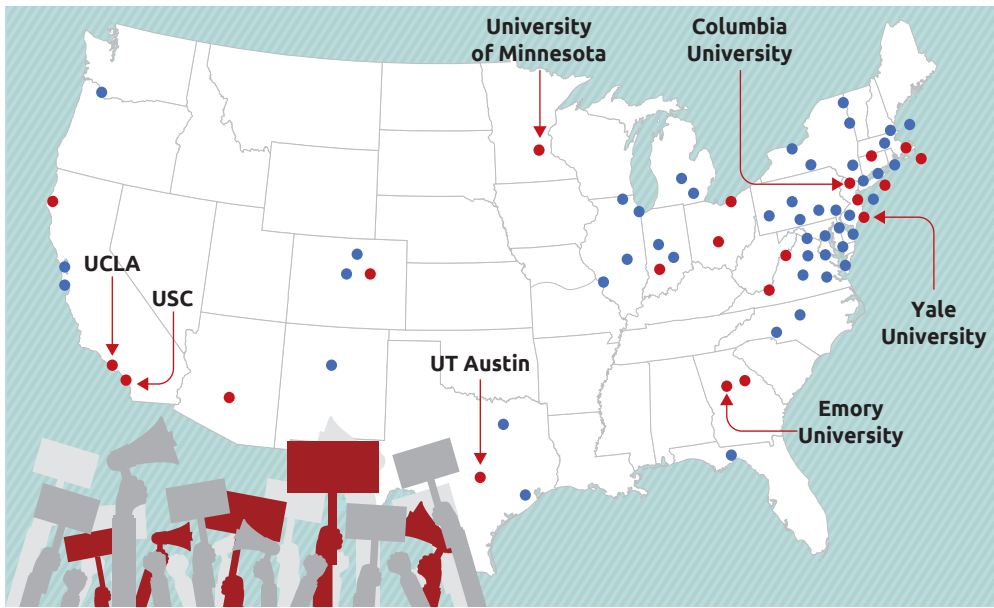 University
of Minnesota
Columbia
University
UCLA
USC
UT Austin
Yale
University
Emory
University